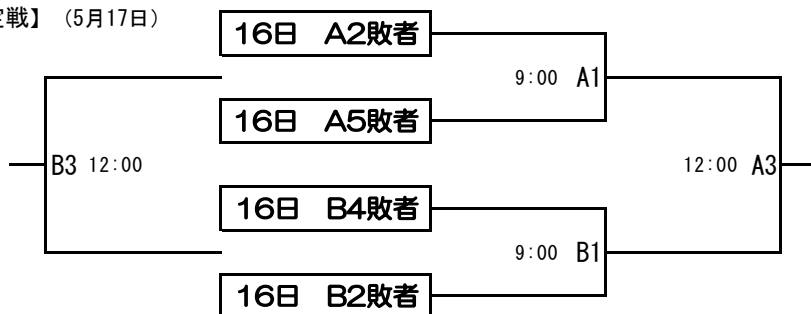 戦】（5月17日）
16日　A2敗者
9:00 A1
16日　A5敗者
B3 12:00
12:00 A3
16日　B4敗者
9:00 B1
16日　B2敗者